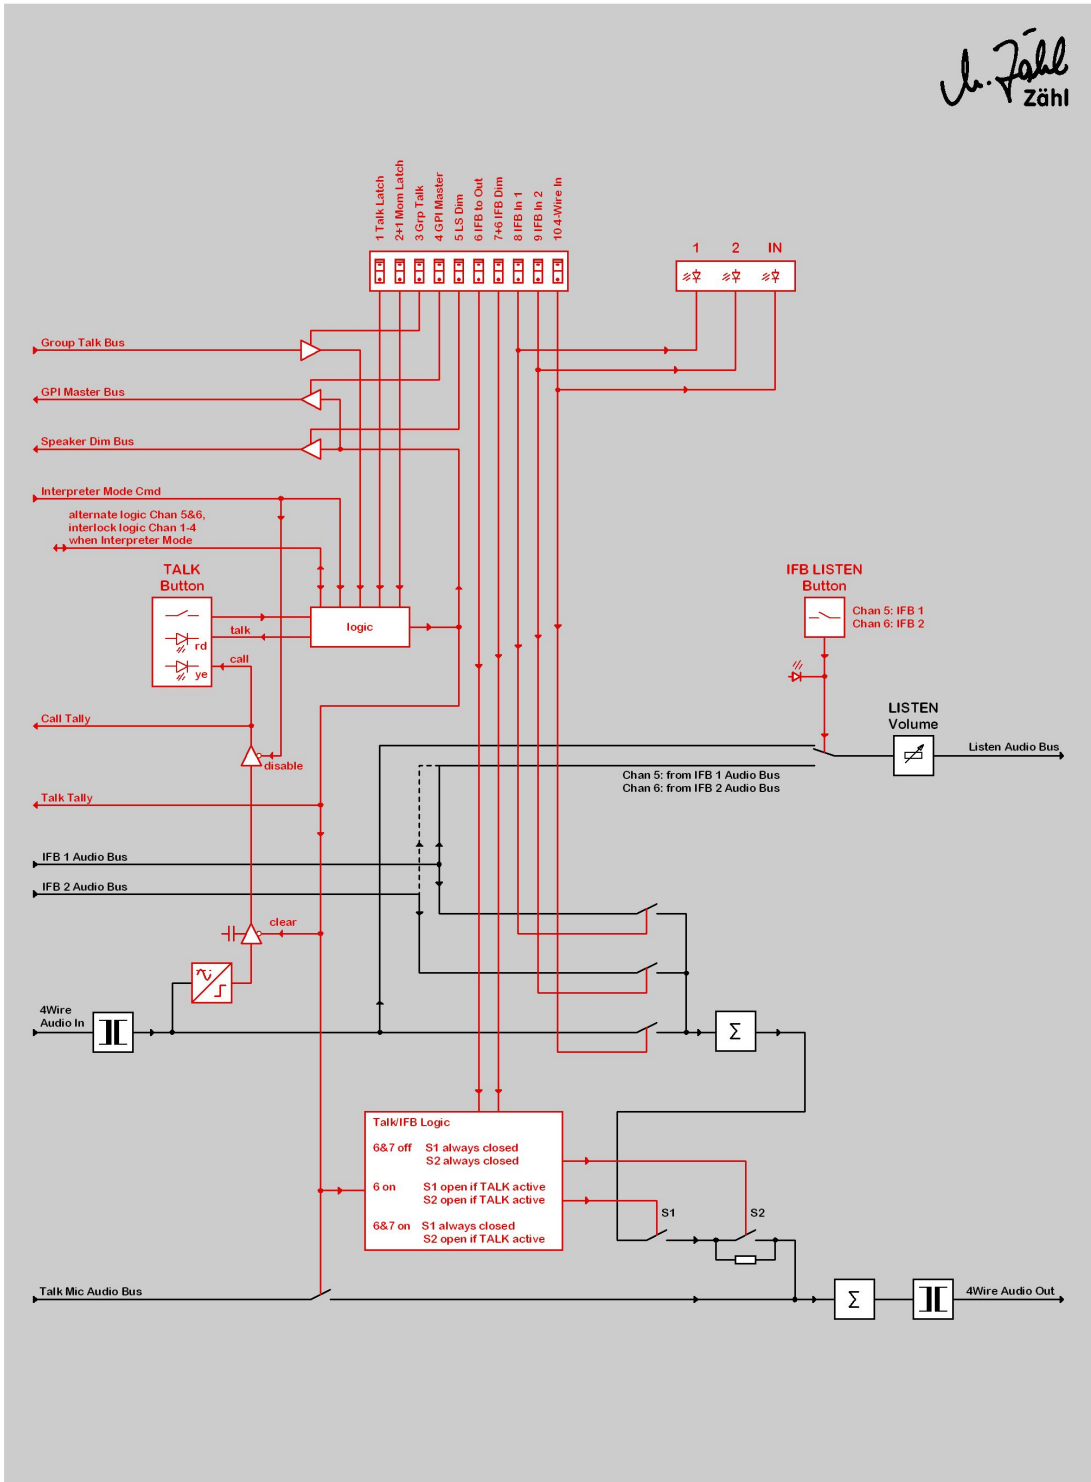 M. Zähl
Zähl
1 Talk Latch
2+1 Mom Latch
3 Grp Talk
4 GPI Master
5 LS Dim
6 IFB to Out
7+6 IFB Dim
8 IFB In 1
9 IFB In 2
10 4-Wire In
1 2 IN
Group Talk Bus
GPI Master Bus
Speaker Dim Bus
Interpreter Mode Cmd
alternate logic Chan 5&6,
interlock logic Chan 1-4
when Interpreter Mode
TALK
Button
talk
rd
call
ye
logic
IFB LISTEN
Button
Chan 5: IFB 1
Chan 6: IFB 2
Call Tally
disable
LISTEN
Volume
Listen Audio Bus
Chan 5: from IFB 1 Audio Bus
Chan 6: from IFB 2 Audio Bus
Talk Tally
IFB 1 Audio Bus
IFB 2 Audio Bus
clear
4Wire
Audio In
Σ
Talk/IFB Logic
6&7 off S1 always closed
S2 always closed
6 on S1 open if TALK active
S2 open if TALK active
6&7 on S1 always closed
S2 open if TALK active
S1 S2
Talk Mic Audio Bus
Σ
4Wire Audio Out